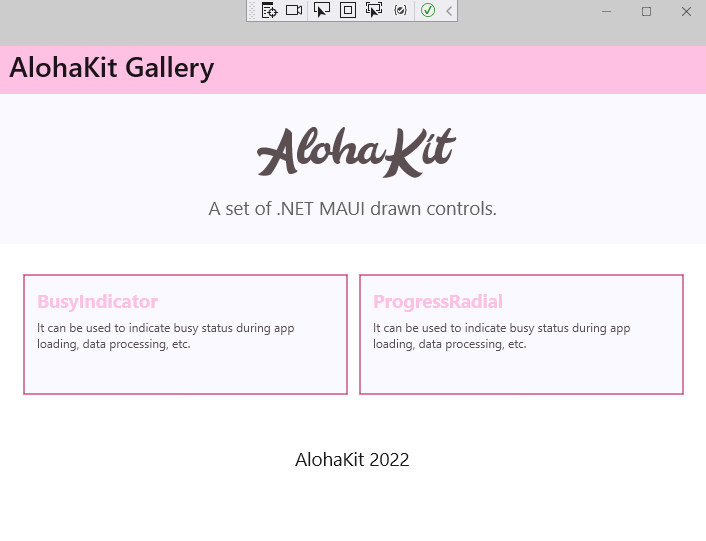 AlohaKit Gallery
AlohaKit
A set of .NET MAUI drawn controls.
BusyIndicator
It can be used to indicate busy status during app
loading, data processing, etc.
ProgressRadial
It can be used to indicate busy status during app
loading, data processing, etc.
AlohaKit 2022